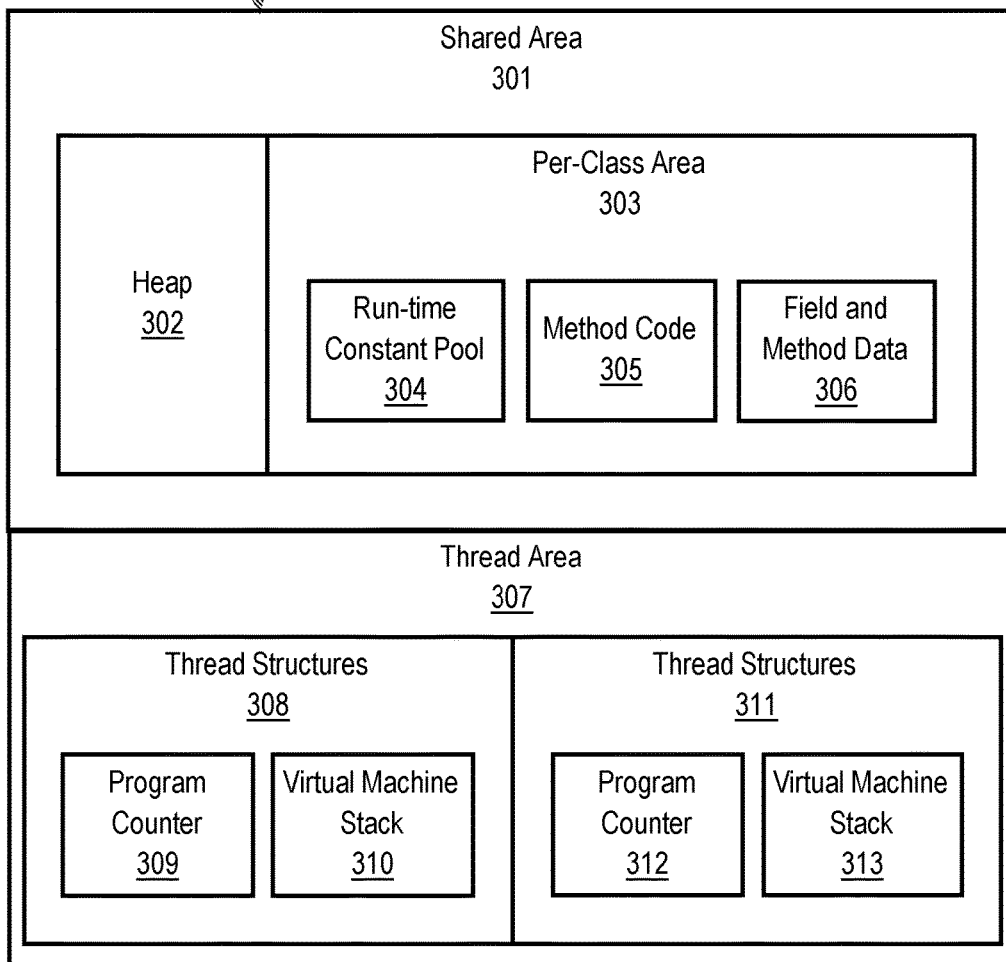 Shared Area
301
Heap
302
Per-Class Area
303
Run-time
Constant Pool
304
Method Code
305
Field and
Method Data
306
Thread Area
307
Thread Structures
308
Program
Counter
309
Virtual Machine
Stack
310
Thread Structures
311
Program
Counter
312
Virtual Machine
Stack
313